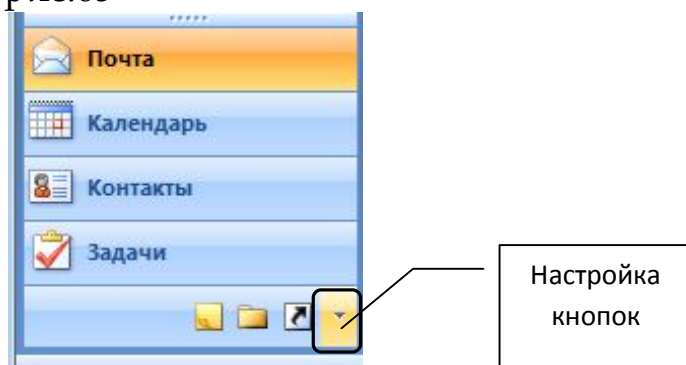 Почта
Календарь
Контакты
Задачи
Настройка
кнопок